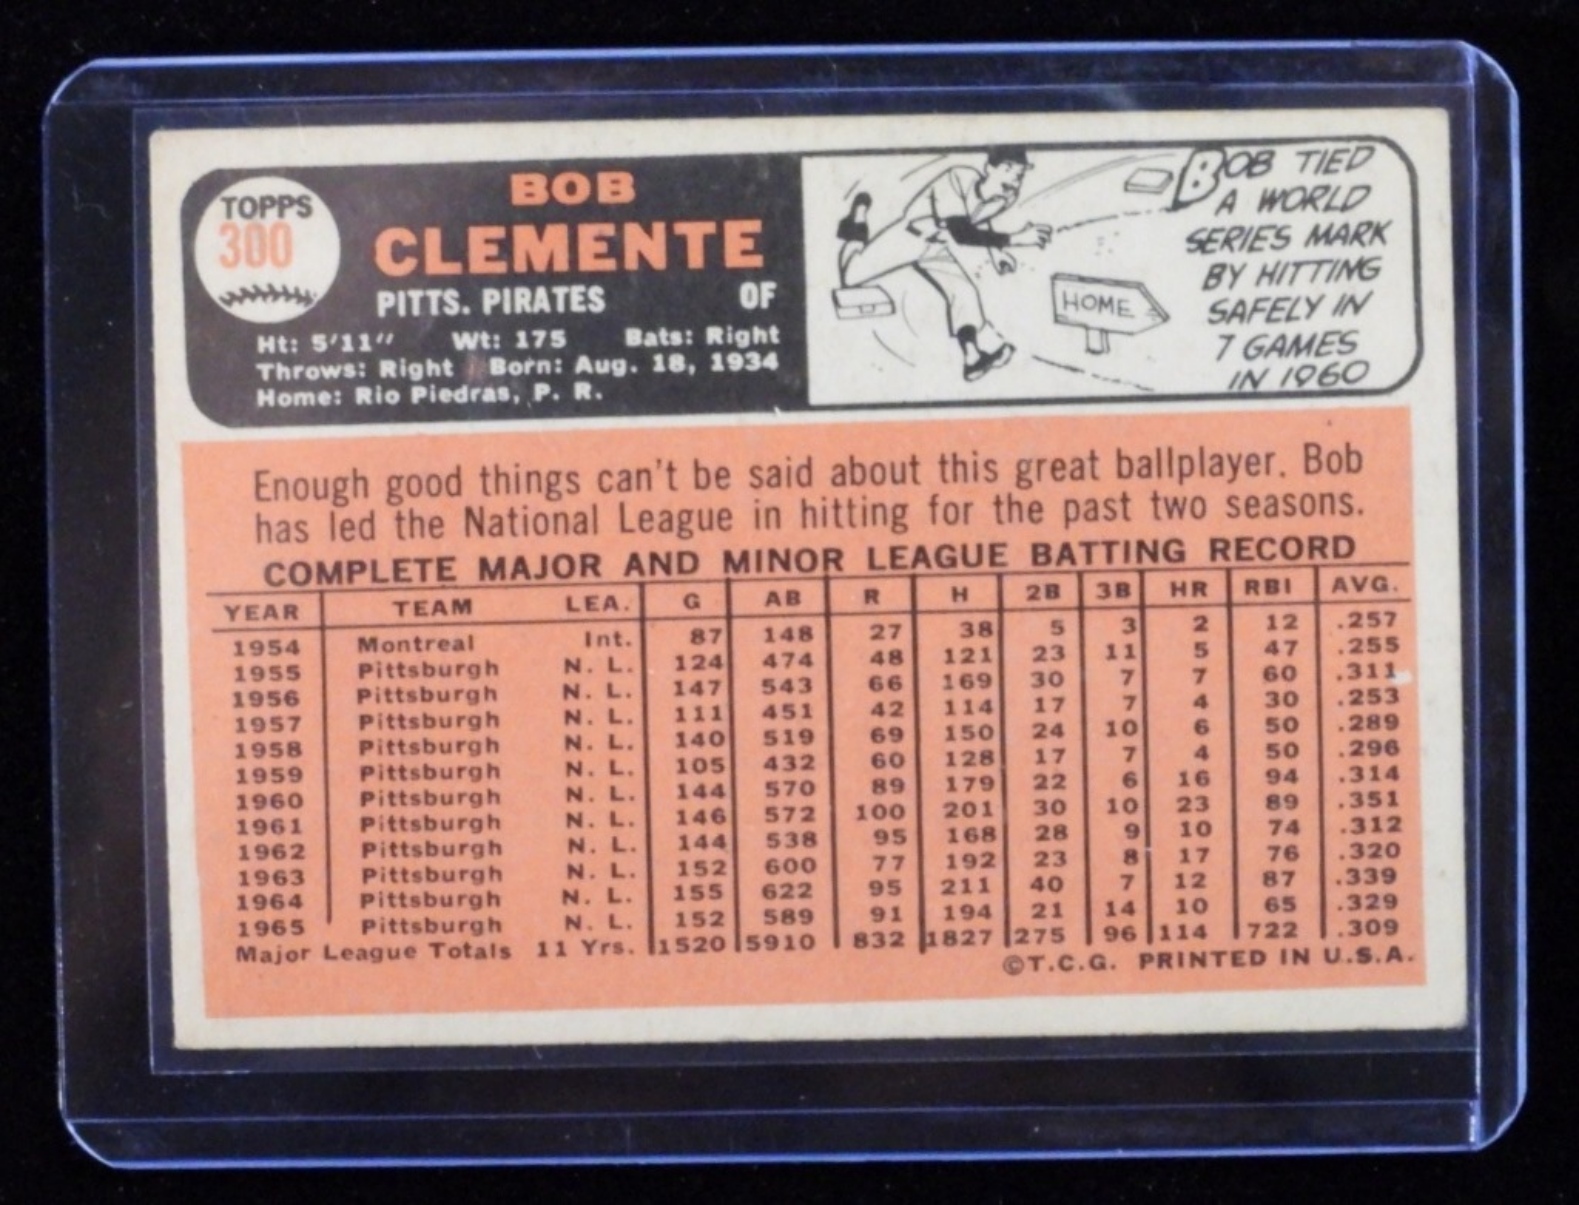 TOPPS
300
BOB
CLEMENTE
PITTS. PIRATES OF
Ht: 5'11" Wt: 175 Bats: Right
Throws: Right Born: Aug. 18, 1934
Home: Rio Piedras, P. R.
HOME
BOB TIED
A WORLD
SERIES MARK
BY HITTING
SAFELY IN
7 GAMES
IN 1960
Enough good things can't be said about this great ballplayer. Bob
has led the National League in hitting for the past two seasons.
COMPLETE MAJOR AND MINOR LEAGUE BATTING RECORD
YEAR TEAM LEA. G AB R H 2B 3B HR RBI AVG.
1954 Montreal Int. 87 148 27 38 5 3 2 12 .257
1955 Pittsburgh N. L. 124 474 48 121 23 11 5 47 .255
1956 Pittsburgh N. L. 147 543 66 169 30 7 7 60 .311
1957 Pittsburgh N. L. 111 451 42 114 17 7 4 30 .253
1958 Pittsburgh N. L. 140 519 69 150 24 10 6 50 .289
1959 Pittsburgh N. L. 105 432 60 128 17 7 4 50 .296
1960 Pittsburgh N. L. 144 570 89 179 22 6 16 94 .314
1961 Pittsburgh N. L. 146 572 100 201 30 10 23 89 .351
1962 Pittsburgh N. L. 144 538 95 168 28 9 10 74 .312
1963 Pittsburgh N. L. 152 600 77 192 23 8 17 76 .320
1964 Pittsburgh N. L. 155 622 95 211 40 7 12 87 .339
1965 Pittsburgh N. L. 152 589 91 194 21 14 10 65 .329
Major League Totals 11 Yrs. 1520 5910 832 1827 275 96 114 722 .309
©T.C.G. PRINTED IN U.S.A.